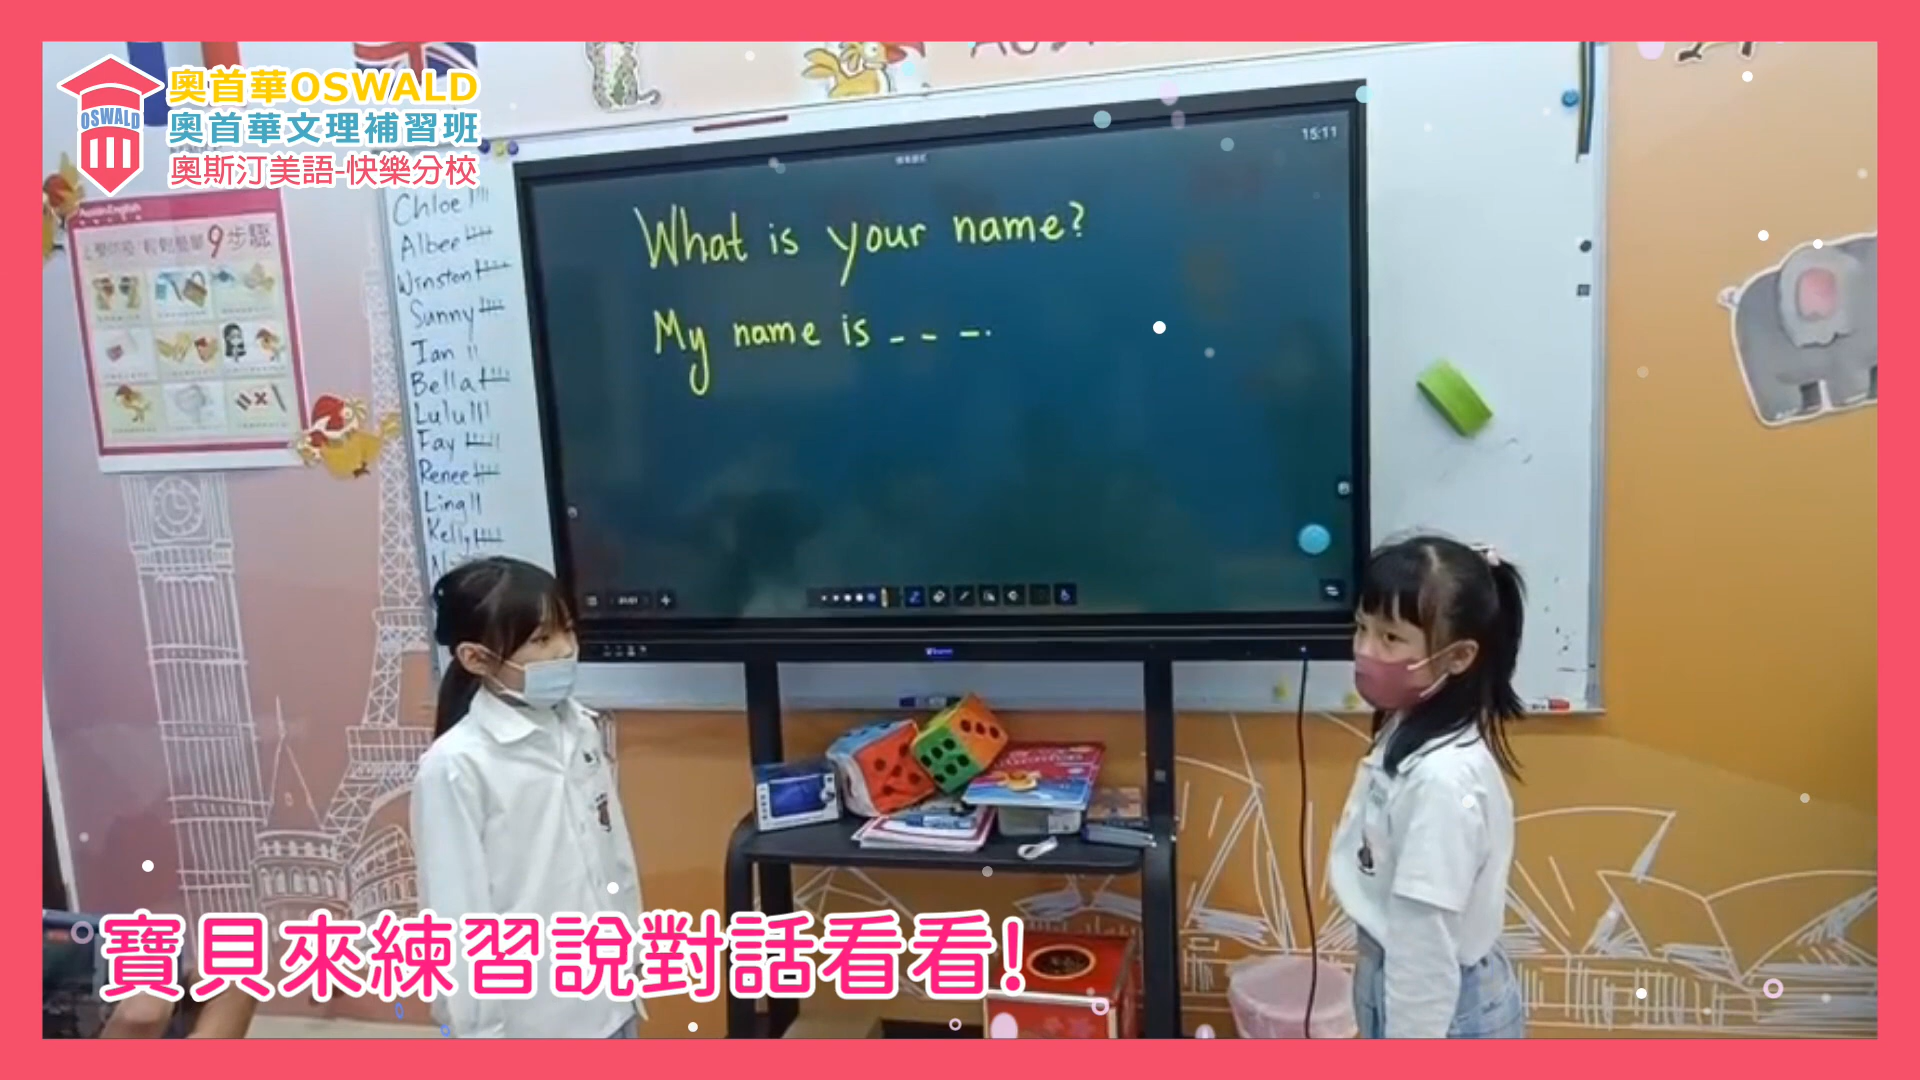 奧首華OSWALD
奧首華文理補習班
奧斯汀美語-快樂分校
OSWALD
15:11
What is your name?
My name is _ _ _.
Chloe
Albee
Winston
Sunny
Ian
Bella
Lulu
Fay
Renee
Ling
Kelly
9步驟
寶貝來練習說對話看看!